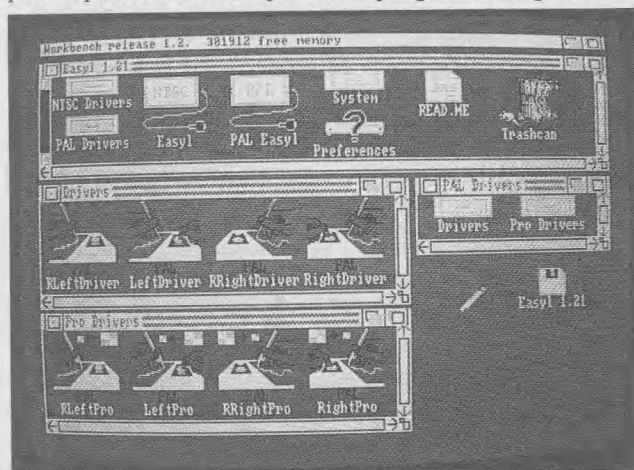 Workbench release 1.2. 381912 free memory
Easyl 1.21
NTSC Drivers
NTSC
PAL
System
READ.ME
Trashcan
PAL Drivers
Easyl
PAL Easyl
Preferences
Drivers
RLeftDriver LeftDriver RRightDriver RightDriver
PAL Drivers
Drivers Pro Drivers
Easyl 1.21
Pro Drivers
RLeftPro LeftPro RRightPro RightPro